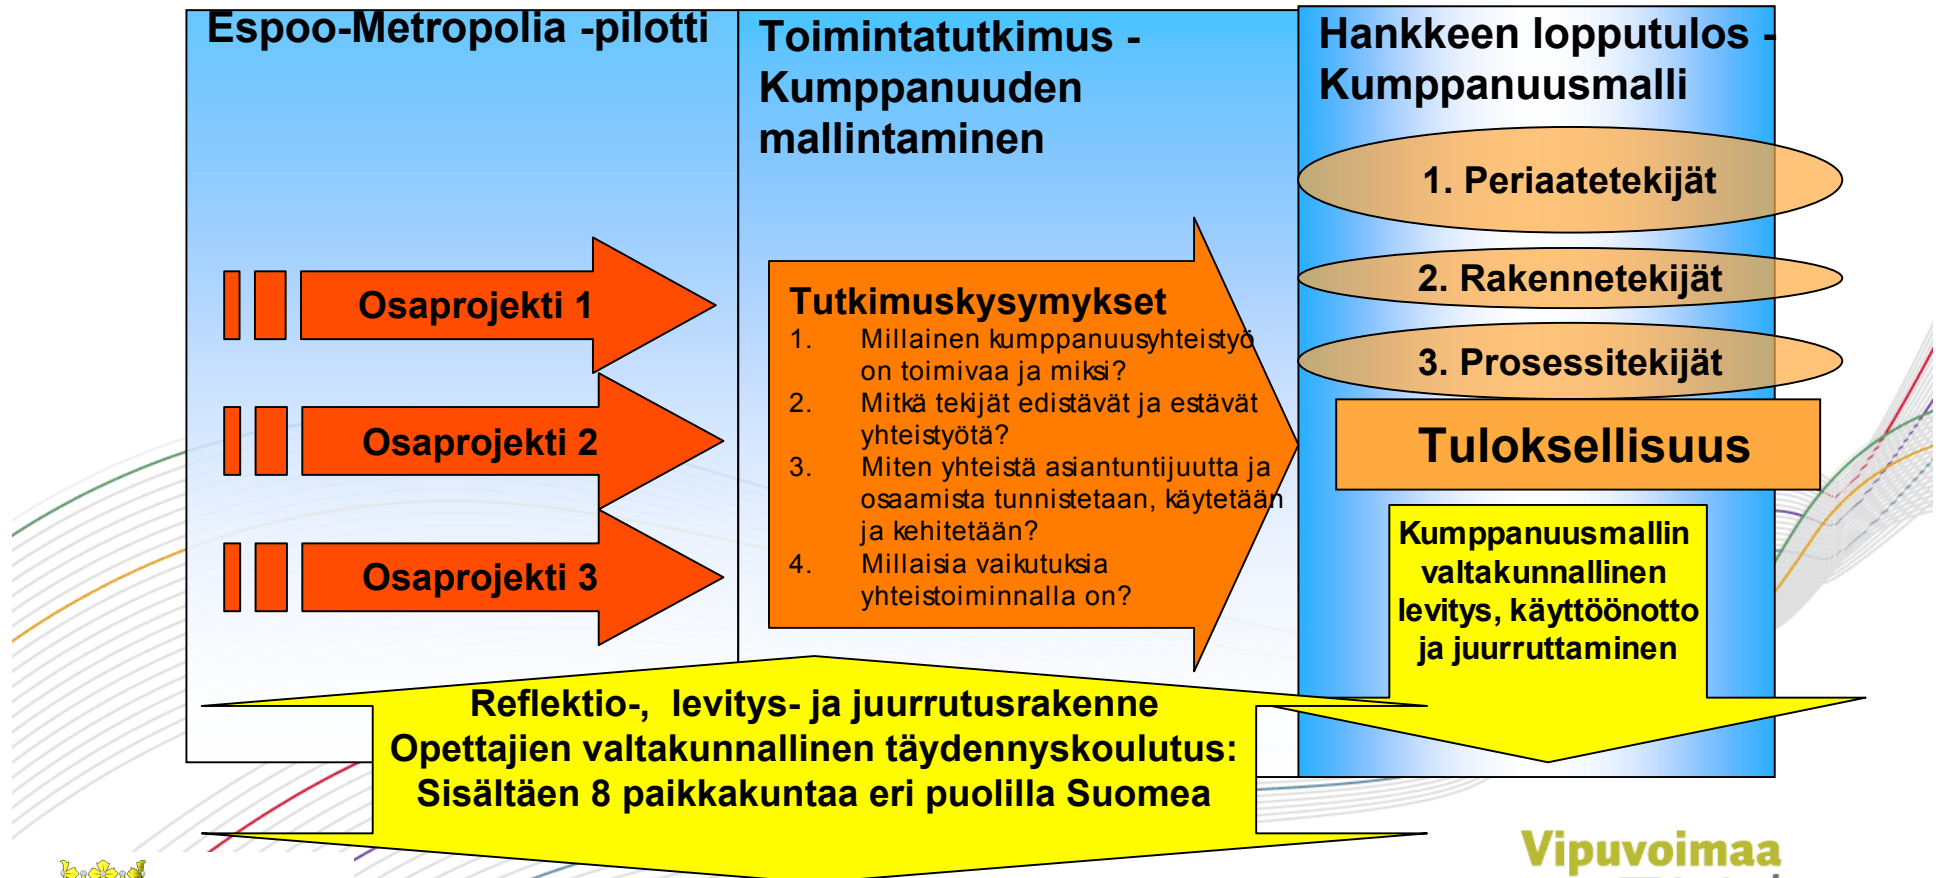 Espoo-Metropolia -pilotti
Osaprojekti 1
Osaprojekti 2
Osaprojekti 3
Toimintatutkimus -
Kumppanuuden
mallintaminen
Tutkimuskysymykset
1. Millainen kumppanuusyhteistyö
on toimivaa ja miksi?
2. Mitkä tekijät edistävät ja estävät
yhteistyötä?
3. Miten yhteistä asiantuntijuutta ja
osaamista tunnistetaan, käytetään
ja kehitetään?
4. Millaisia vaikutuksia
yhteistoiminnalla on?
Hankkeen lopputulos -
Kumppanuusmalli
1. Periaatetekijät
2. Rakennetekijät
3. Prosessitekijät
Tuloksellisuus
Kumppanuusmallin
valtakunnallinen
levitys, käyttöönotto
ja juurruttaminen
Reflektio-, levitys- ja juurrutusrakenne
Opettajien valtakunnallinen täydennyskoulutus:
Sisältäen 8 paikkakuntaa eri puolilla Suomea
Vipuvoimaa